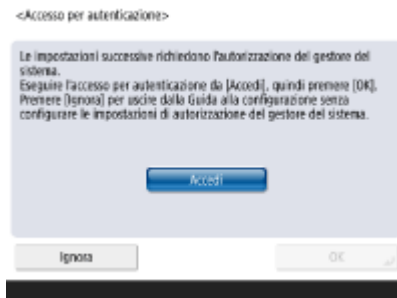 <Accesso per autenticazione>
Le impostazioni successive richiedono l'autorizzazione del gestore del
sistema.
Eseguire l'accesso per autenticazione da [Accedi], quindi premere [OK].
Premere [Ignora] per uscire dalla Guida alla configurazione senza
configurare le impostazioni di autorizzazione del gestore del sistema.
Accedi
Ignora
OK